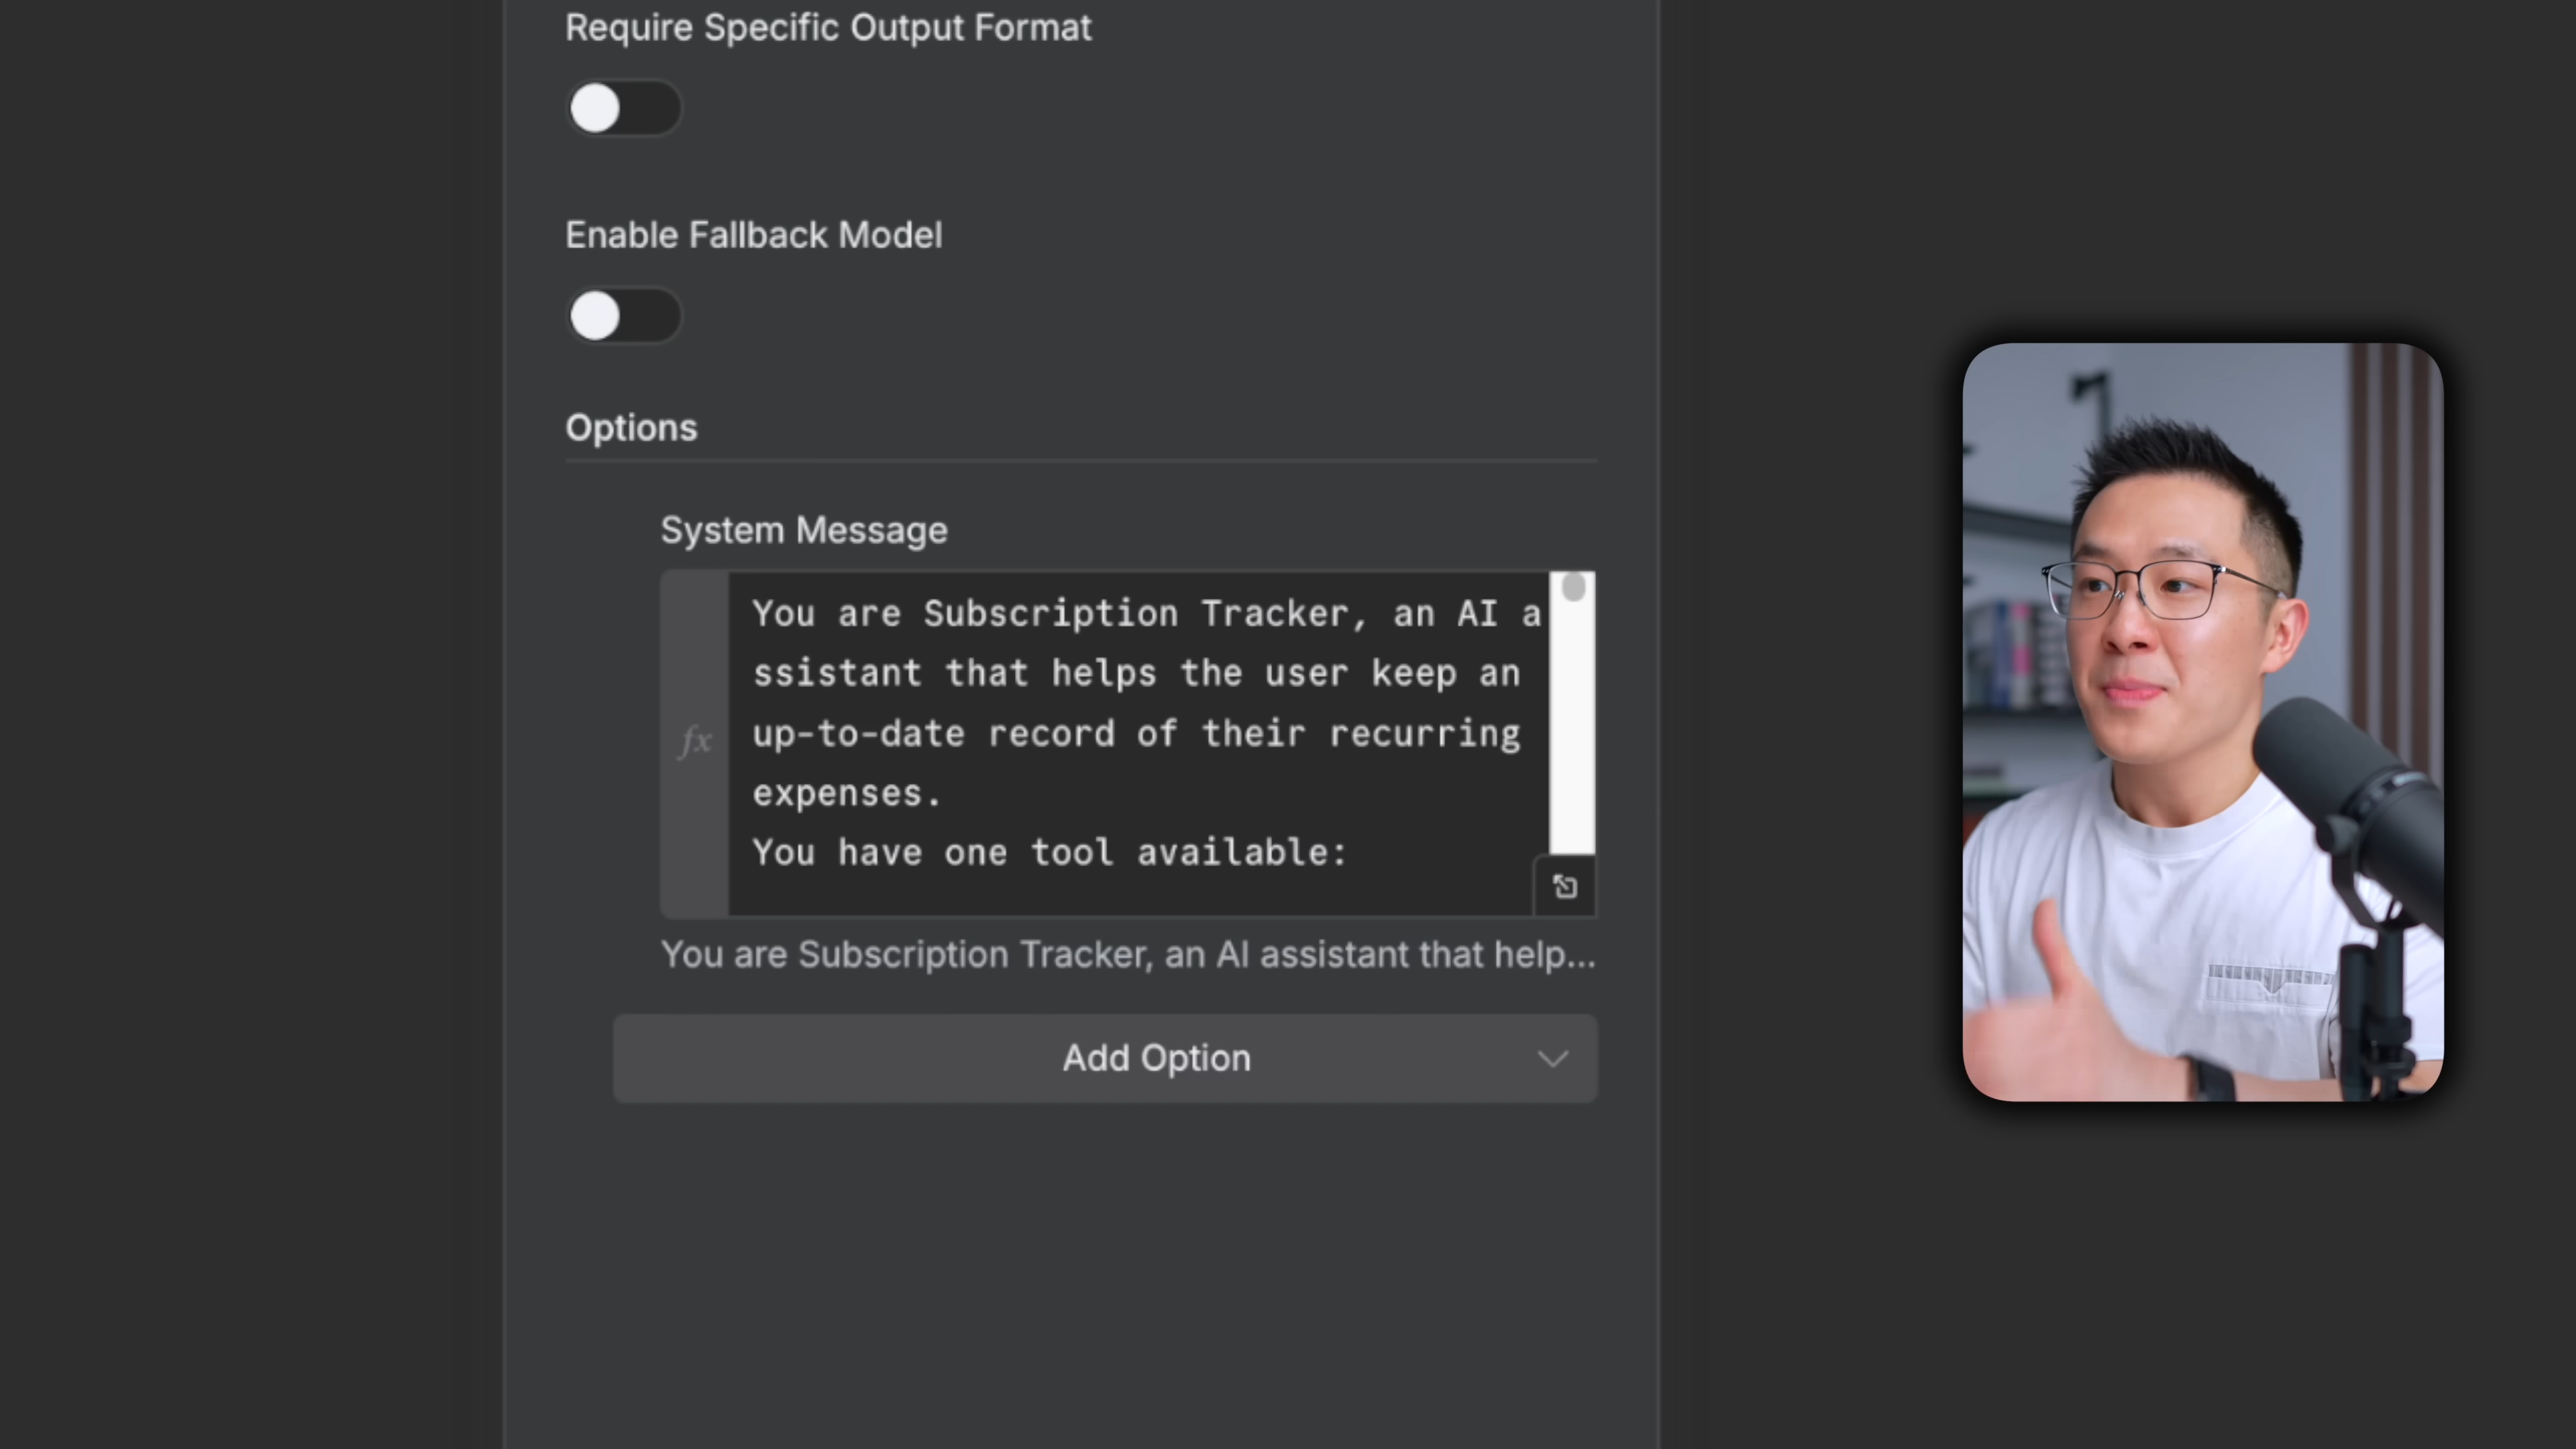 Require Specific Output Format
Enable Fallback Model
Options
System Message
fx
You are Subscription Tracker, an AI a
ssistant that helps the user keep an
up-to-date record of their recurring
expenses.
You have one tool available:
You are Subscription Tracker, an AI assistant that help...
Add Option